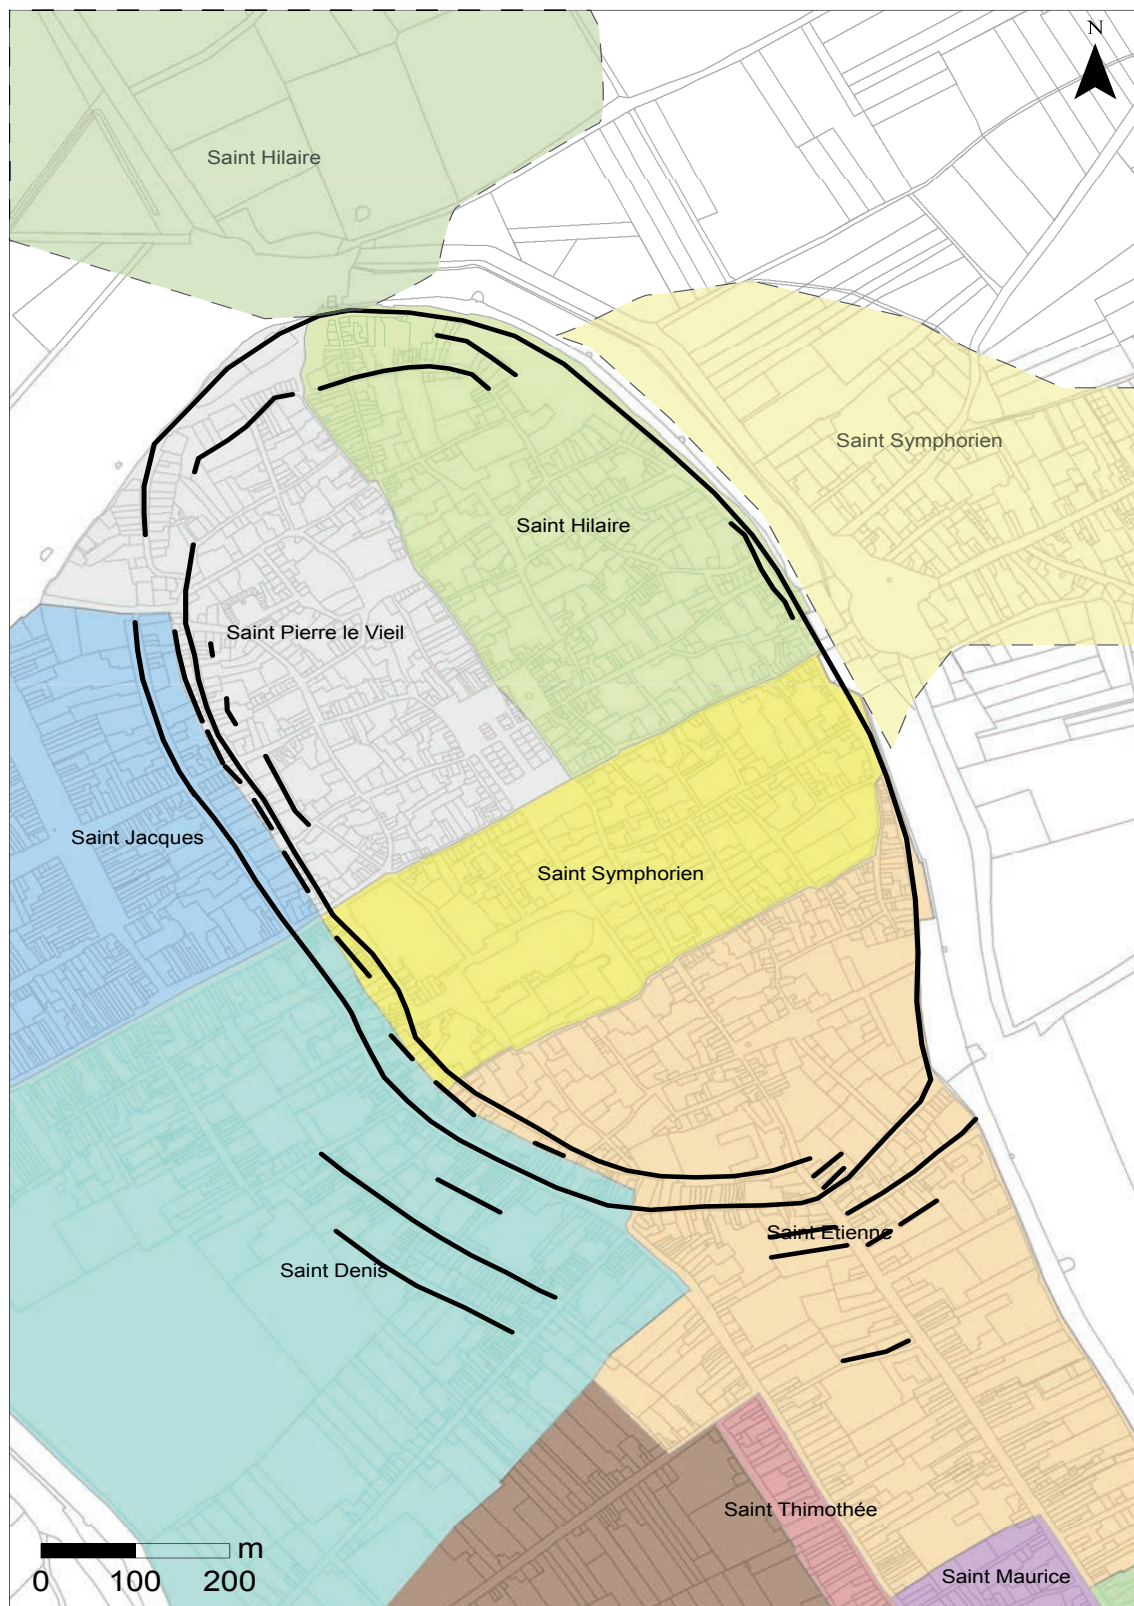 N
Saint Hilaire
Saint Symphorien
Saint Hilaire
Saint Pierre le Vieil
Saint Jacques
Saint Symphorien
Saint Etienne
Saint Denis
Saint Thimothée
Saint Maurice
m
0 100 200